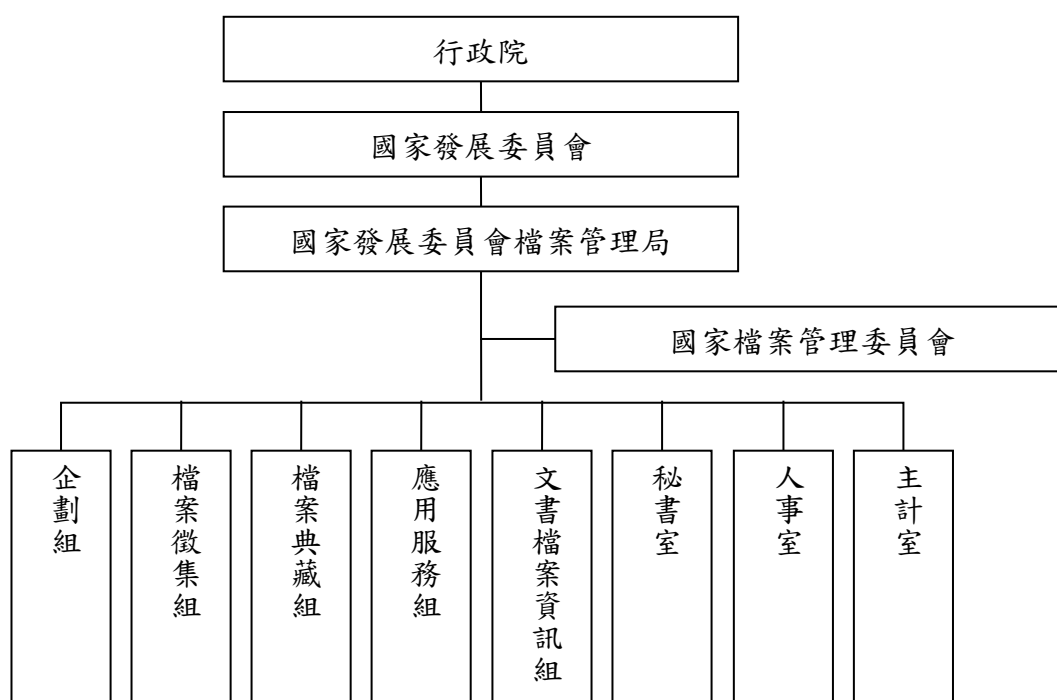 行政院
國家發展委員會
國家發展委員會檔案管理局
國家檔案管理委員會
企劃組
檔案徵集組
檔案典藏組
應用服務組
文書檔案資訊組
秘書室
人事室
主計室